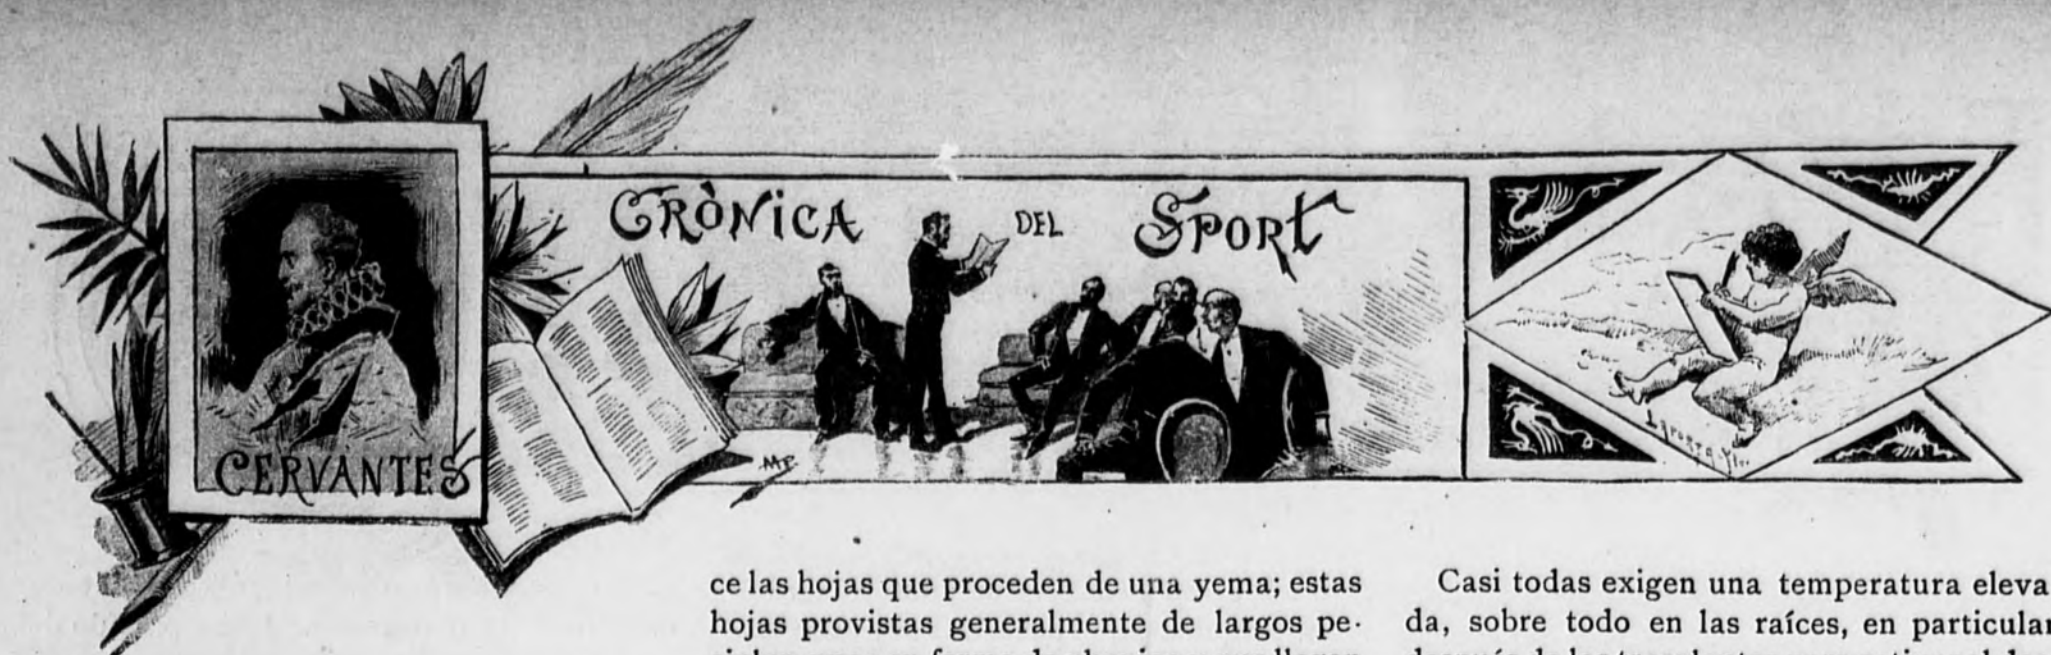 CRÒNICA DEL SPORT
CERVANTES
ce las hojas que proceden de una yema; estas
hojas provistas generalmente de largos pe-
Casi todas exigen una temperatura eleva-
da, sobre todo en las raíces, en particular